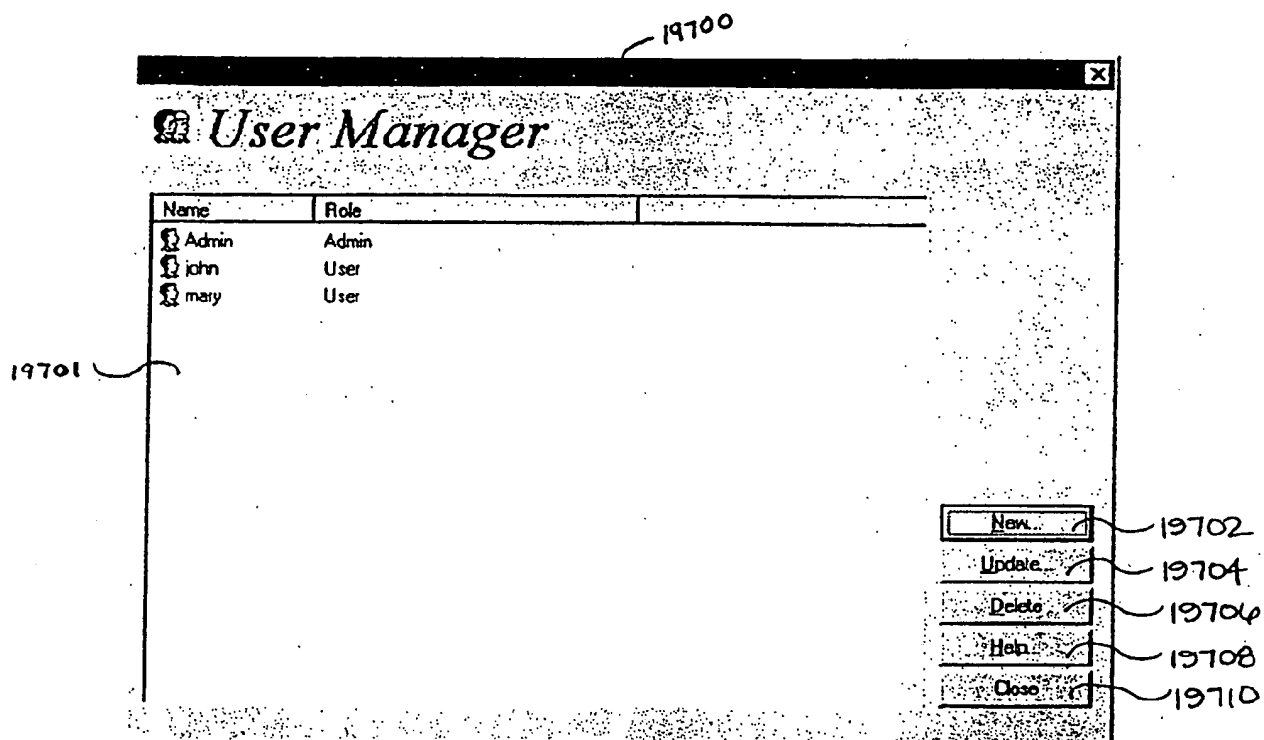 19700
User Manager
Name Role
Admin Admin
john User
mary User
19701
New... 19702
Update... 19704
Delete... 19706
Help... 19708
Close 19710